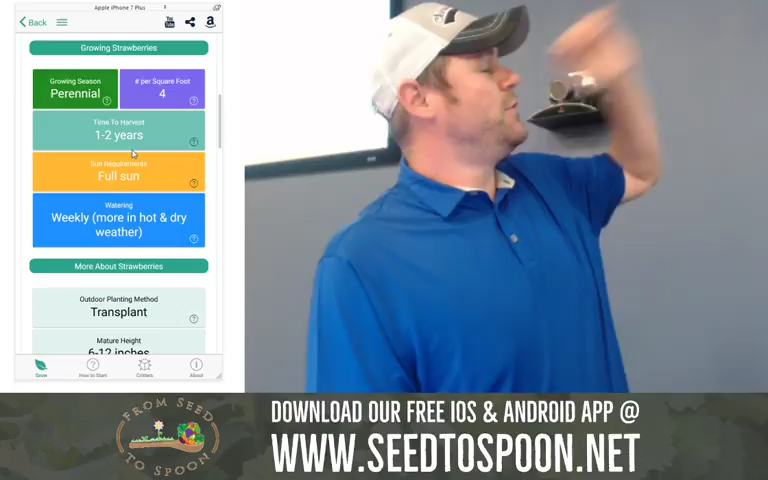 Apple iPhone 7 Plus
Back
You
Tube
a
Growing Strawberries
Growing Season
Perennial
# per Square Foot
4
Time To Harvest
1-2 years
Sun Requirements
Full sun
Watering
Weekly (more in hot & dry
weather)
More About Strawberries
Outdoor Planting Method
Transplant
Mature Height
6-12 inches
Grow
How to Start
Critters
About
FROM SEED
TO SPOON
DOWNLOAD OUR FREE IOS & ANDROID APP @
WWW.SEEDTOSPOON.NET